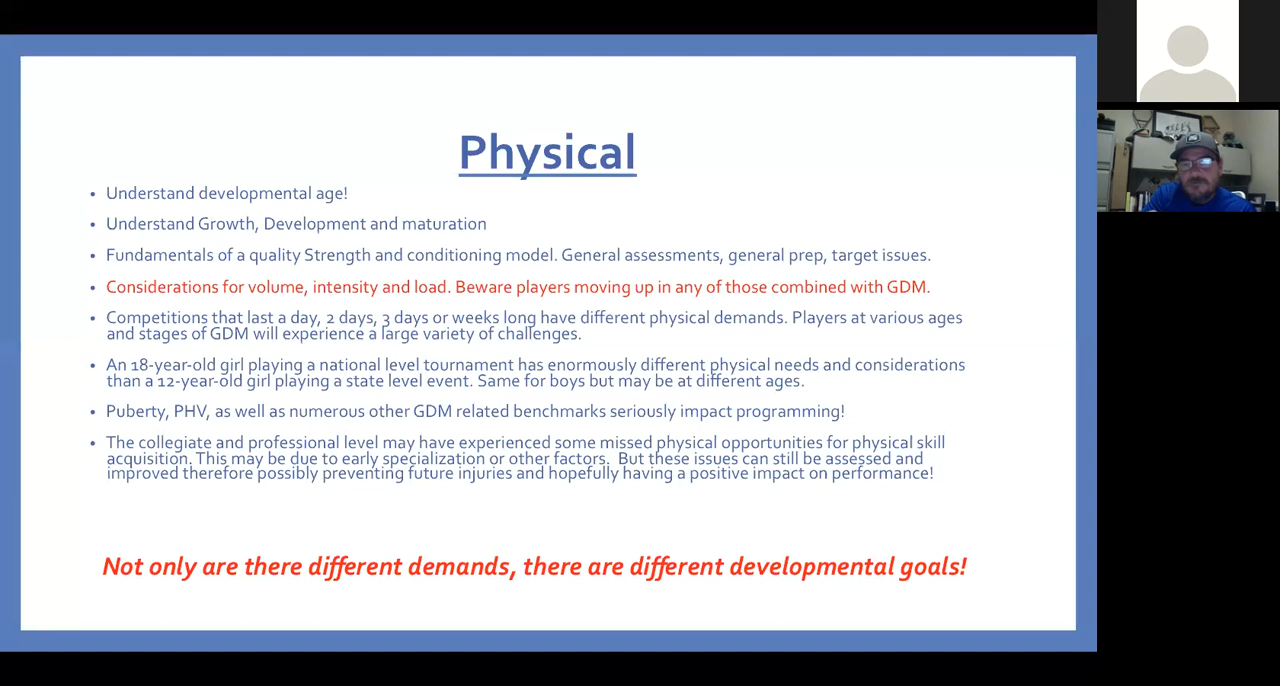 Physical
• Understand developmental age!
• Understand Growth, Development and maturation
• Fundamentals of a quality Strength and conditioning model. General assessments, general prep, target issues.
• Considerations for volume, intensity and load. Beware players moving up in any of those combined with GDM.
• Competitions that last a day, 2 days, 3 days or weeks long have different physical demands. Players at various ages
and stages of GDM will experience a large variety of challenges.
• An 18-year-old girl playing a national level tournament has enormously different physical needs and considerations
than a 12-year-old girl playing a state level event. Same for boys but may be at different ages.
• Puberty, PHV, as well as numerous other GDM related benchmarks seriously impact programming!
• The collegiate and professional level may have experienced some missed physical opportunities for physical skill
acquisition. This may be due to early specialization or other factors.  But these issues can still be assessed and
improved therefore possibly preventing future injuries and hopefully having a positive impact on performance!
Not only are there different demands, there are different developmental goals!